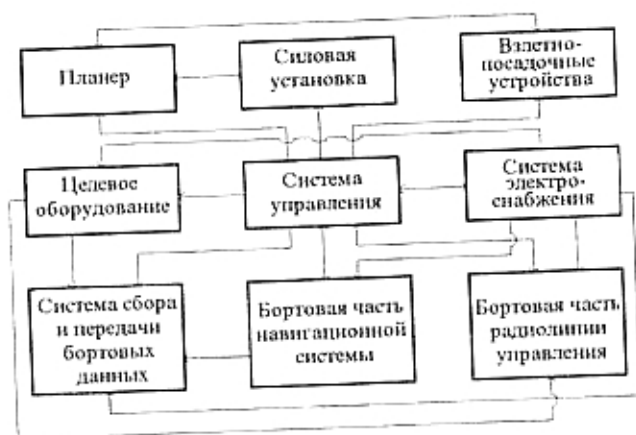 Планер
Силовая
установка
Взлетно-
посадочные
устройства
Целевое
оборудование
Система
управления
Система
электро-
снабжения
Система сбора
и передачи
бортовых
данных
Бортовая часть
навигационной
системы
Бортовая часть
радиолинии
управления